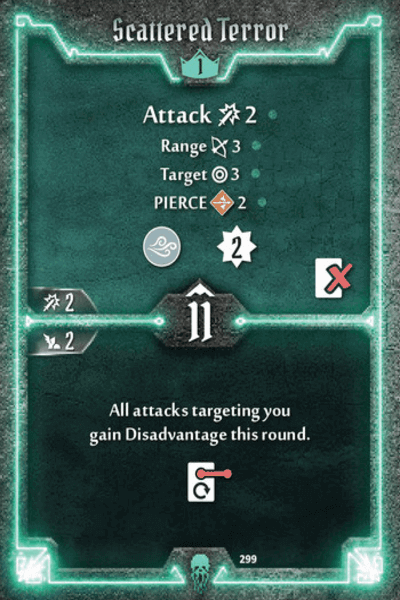 Scattered Terror
1
Attack 2
Range 3
Target 3
PIERCE 2
2
2
11
2
All attacks targeting you
gain Disadvantage this round.
299